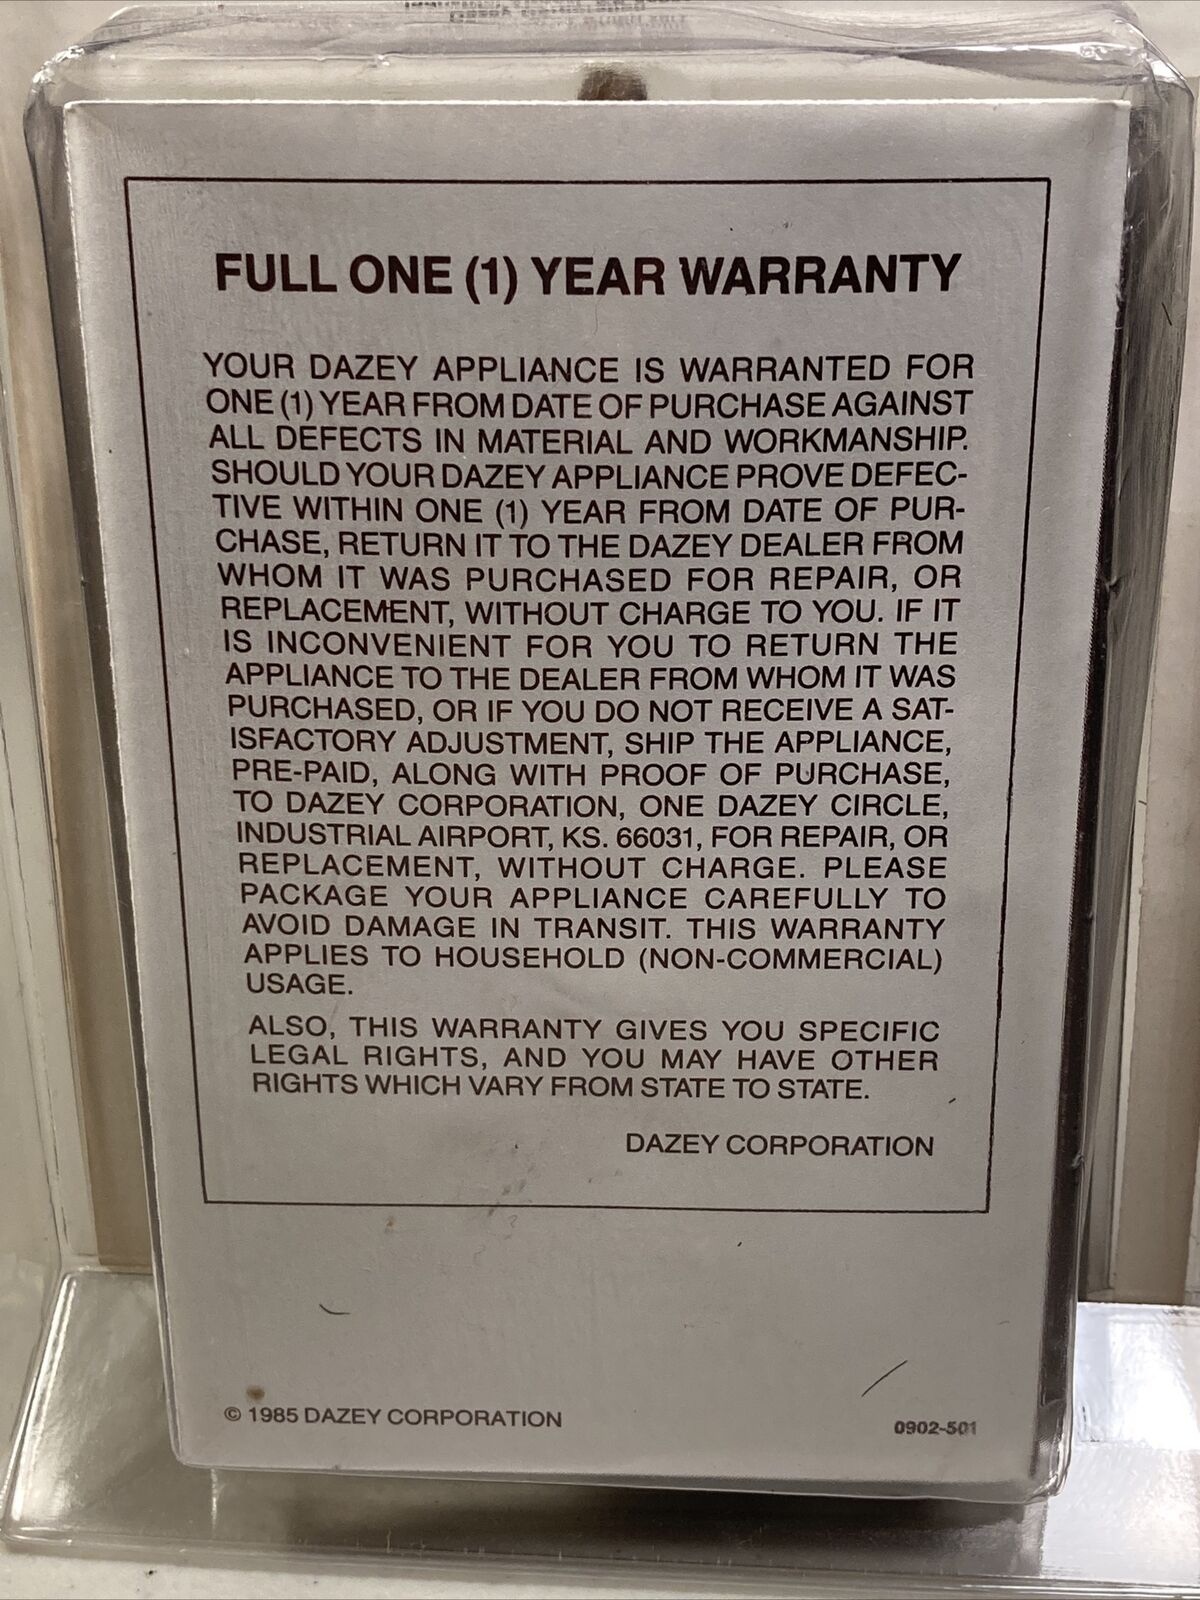 FULL ONE (1) YEAR WARRANTY
YOUR DAZEY APPLIANCE IS WARRANTED FOR
ONE (1) YEAR FROM DATE OF PURCHASE AGAINST
ALL DEFECTS IN MATERIAL AND WORKMANSHIP.
SHOULD YOUR DAZEY APPLIANCE PROVE DEFEC-
TIVE WITHIN ONE (1) YEAR FROM DATE OF PUR-
CHASE, RETURN IT TO THE DAZEY DEALER FROM
WHOM IT WAS PURCHASED FOR REPAIR, OR
REPLACEMENT, WITHOUT CHARGE TO YOU. IF IT
IS INCONVENIENT FOR YOU TO RETURN THE
APPLIANCE TO THE DEALER FROM WHOM IT WAS
PURCHASED, OR IF YOU DO NOT RECEIVE A SAT-
ISFACTORY ADJUSTMENT, SHIP THE APPLIANCE,
PRE-PAID, ALONG WITH PROOF OF PURCHASE,
TO DAZEY CORPORATION, ONE DAZEY CIRCLE,
INDUSTRIAL AIRPORT, KS. 66031, FOR REPAIR, OR
REPLACEMENT, WITHOUT CHARGE. PLEASE
PACKAGE YOUR APPLIANCE CAREFULLY TO
AVOID DAMAGE IN TRANSIT. THIS WARRANTY
APPLIES TO HOUSEHOLD (NON-COMMERCIAL)
USAGE.
ALSO, THIS WARRANTY GIVES YOU SPECIFIC
LEGAL RIGHTS, AND YOU MAY HAVE OTHER
RIGHTS WHICH VARY FROM STATE TO STATE.
DAZEY CORPORATION
© 1985 DAZEY CORPORATION
0902-501